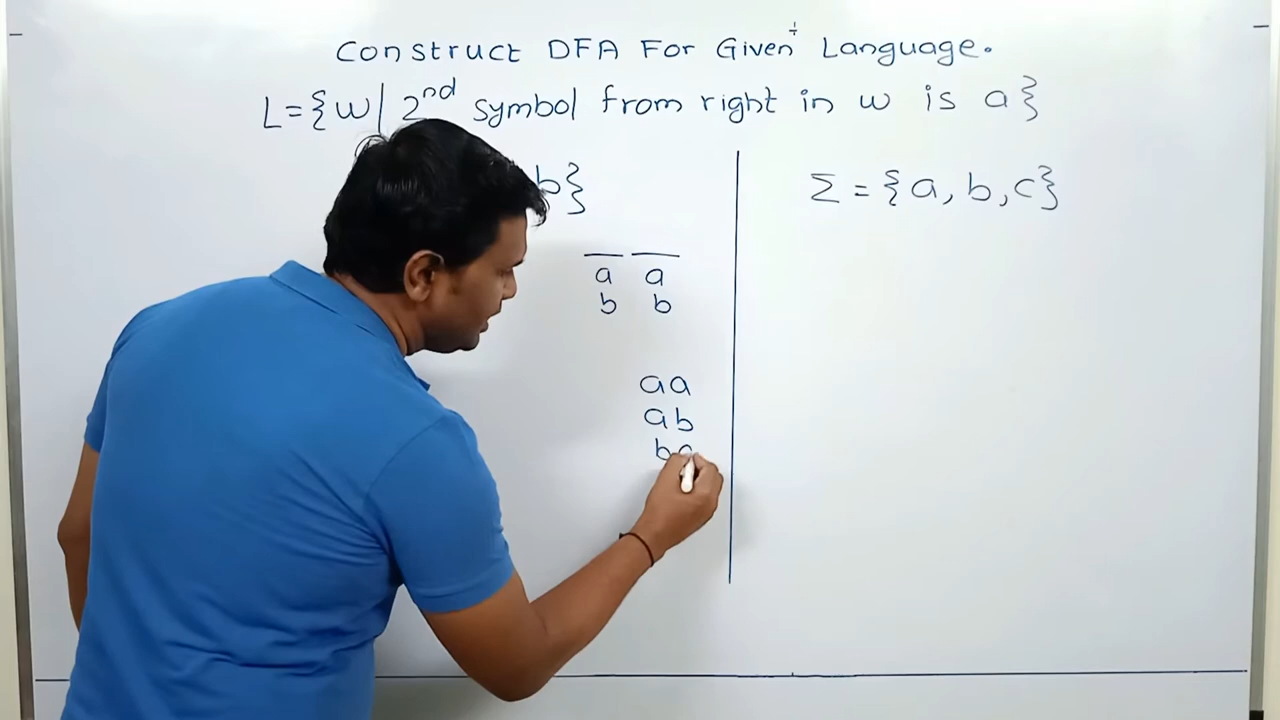 Construct DFA For Given Language.
L={w| 2nd symbol from right in w is a}
b}
Σ = {a, b, c}
a a
b b
aa
ab
b